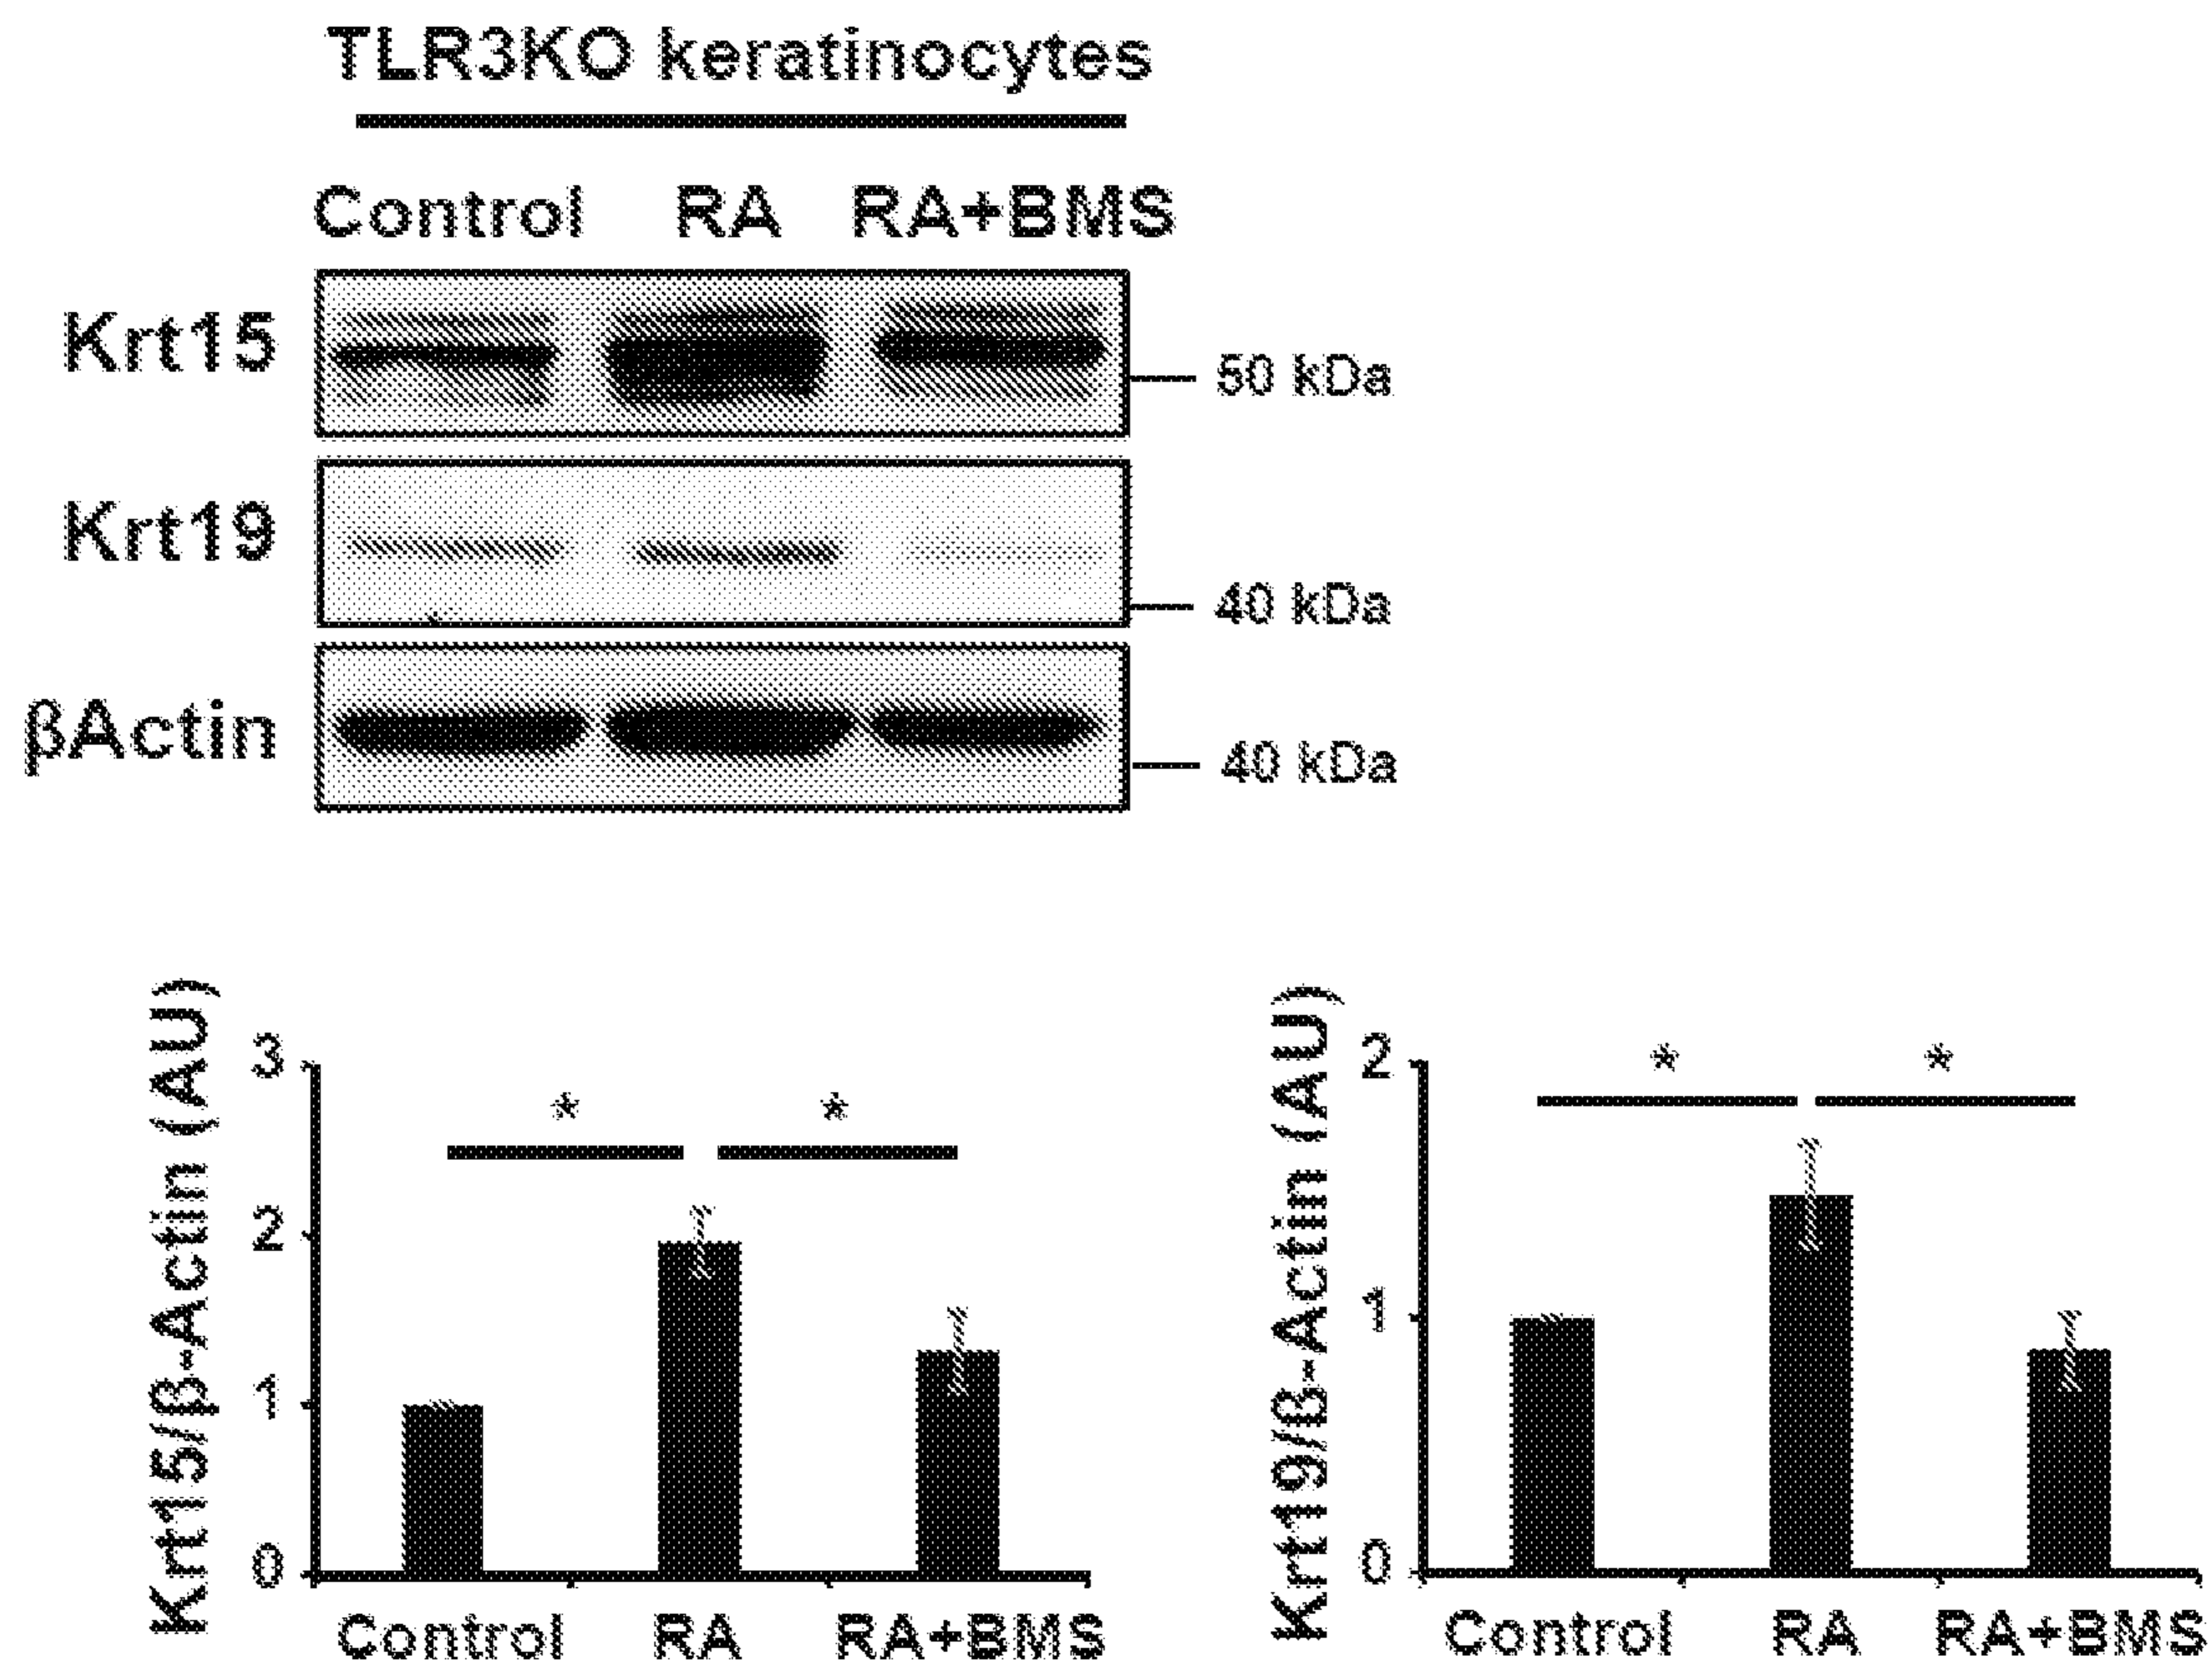 TLR3KO keratinocytes
Control RA RA+BMS
Krt15
50 kDa
Krt19
40 kDa
βActin
40 kDa
Krt15/β-Actin (AU)
3
* *
2
1
0
Control RA RA+BMS
Krt19/β-Actin (AU)
2
* *
1
0
Control RA RA+BMS